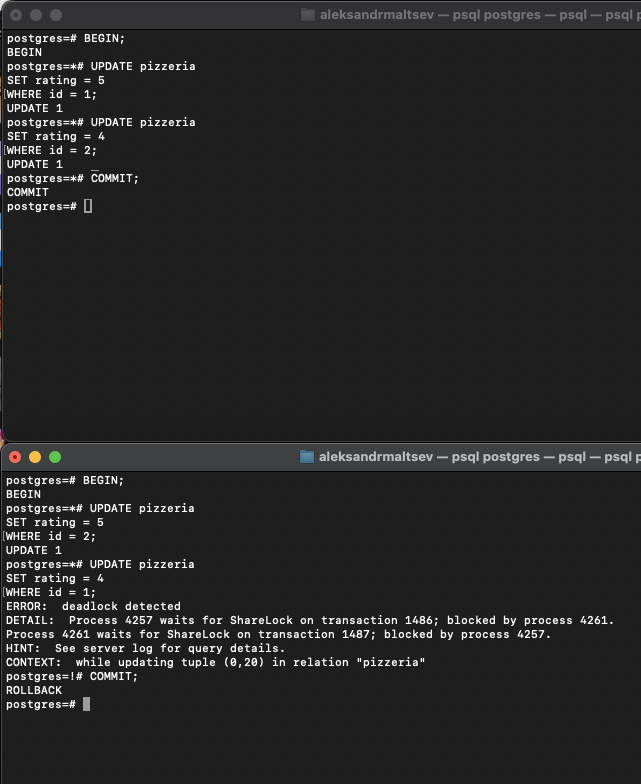 aleksandrmaltsev — psql postgres — psql — psql p
postgres=# BEGIN;
BEGIN
postgres=*# UPDATE pizzeria
SET rating = 5
WHERE id = 1;
UPDATE 1
postgres=*# UPDATE pizzeria
SET rating = 4
WHERE id = 2;
UPDATE 1
postgres=*# COMMIT;
COMMIT
postgres=#
aleksandrmaltsev — psql postgres — psql — psql p
postgres=# BEGIN;
BEGIN
postgres=*# UPDATE pizzeria
SET rating = 5
WHERE id = 2;
UPDATE 1
postgres=*# UPDATE pizzeria
SET rating = 4
WHERE id = 1;
ERROR:  deadlock detected
DETAIL:  Process 4257 waits for ShareLock on transaction 1486; blocked by process 4261.
Process 4261 waits for ShareLock on transaction 1487; blocked by process 4257.
HINT:  See server log for query details.
CONTEXT:  while updating tuple (0,20) in relation "pizzeria"
postgres=!# COMMIT;
ROLLBACK
postgres=#